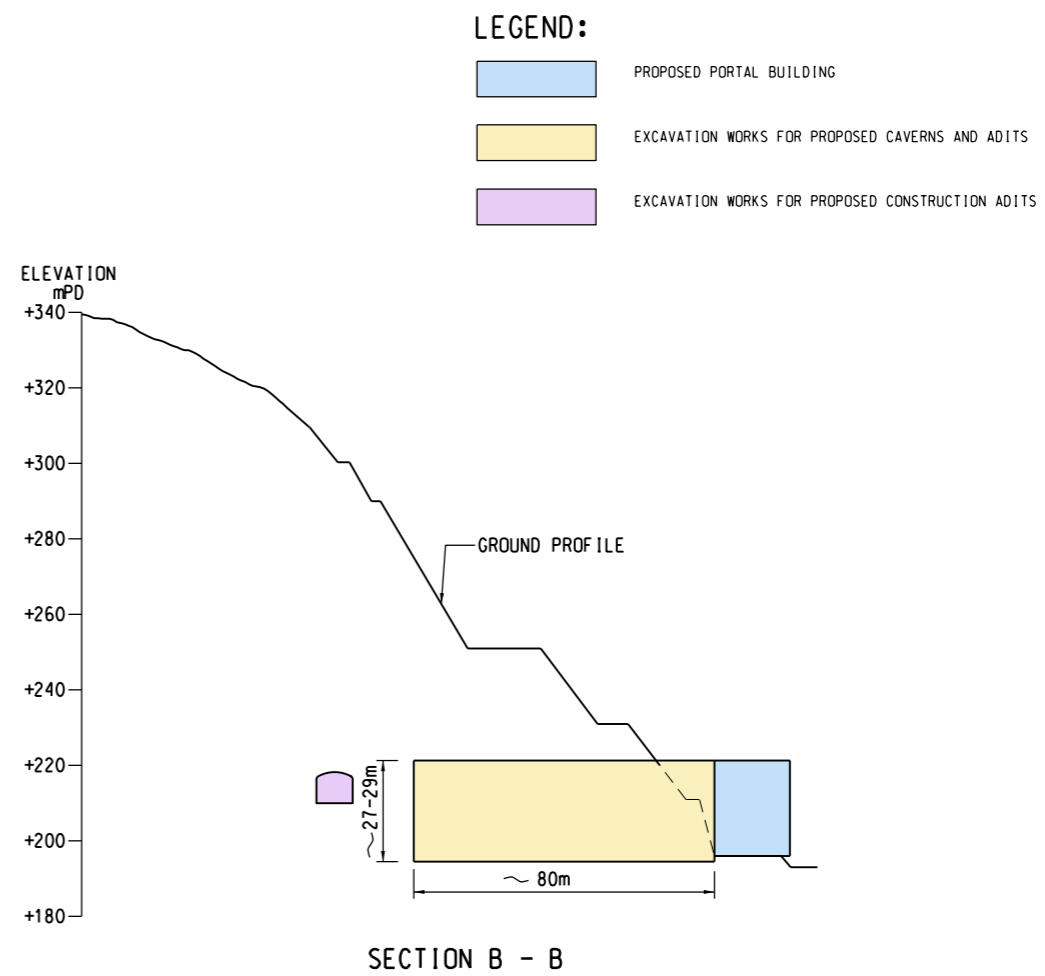 LEGEND:
PROPOSED PORTAL BUILDING
EXCAVATION WORKS FOR PROPOSED CAVERNS AND ADITS
EXCAVATION WORKS FOR PROPOSED CONSTRUCTION ADITS
ELEVATION
mPD
+340
+320
+300
+280
GROUND PROFILE
+260
+240
+220
~27-29m
+200
~ 80m
+180
SECTION B - B